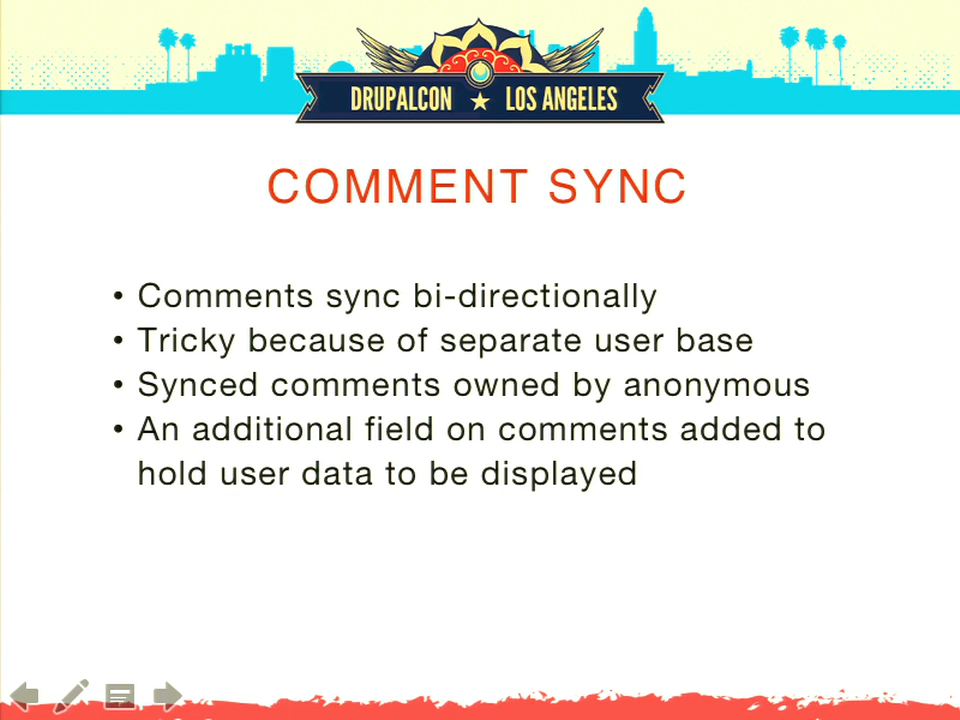 DRUPALCON ★ LOS ANGELES
COMMENT SYNC
• Comments sync bi-directionally
• Tricky because of separate user base
• Synced comments owned by anonymous
• An additional field on comments added to
hold user data to be displayed